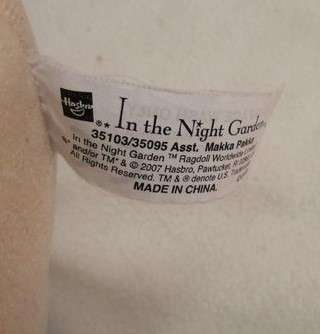 Hasbro
In the Night Garden
35103/35095 Asst. Makka Pakka
In the Night Garden ™ Ragdoll Worldwide
and/or TM* & © 2007 Hasbro, Pawtucket, RI
All Rights Reserved. TM & ® denote U.S.
MADE IN CHINA.